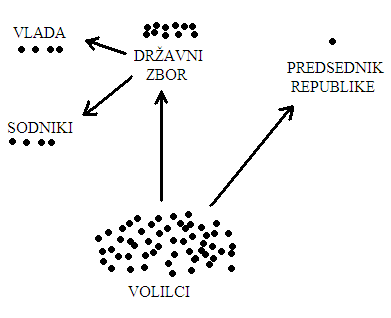 VLADA
DRŽAVNI
ZBOR
PREDSEDNIK
REPUBLIKE
SODNIKI
VOLILCI